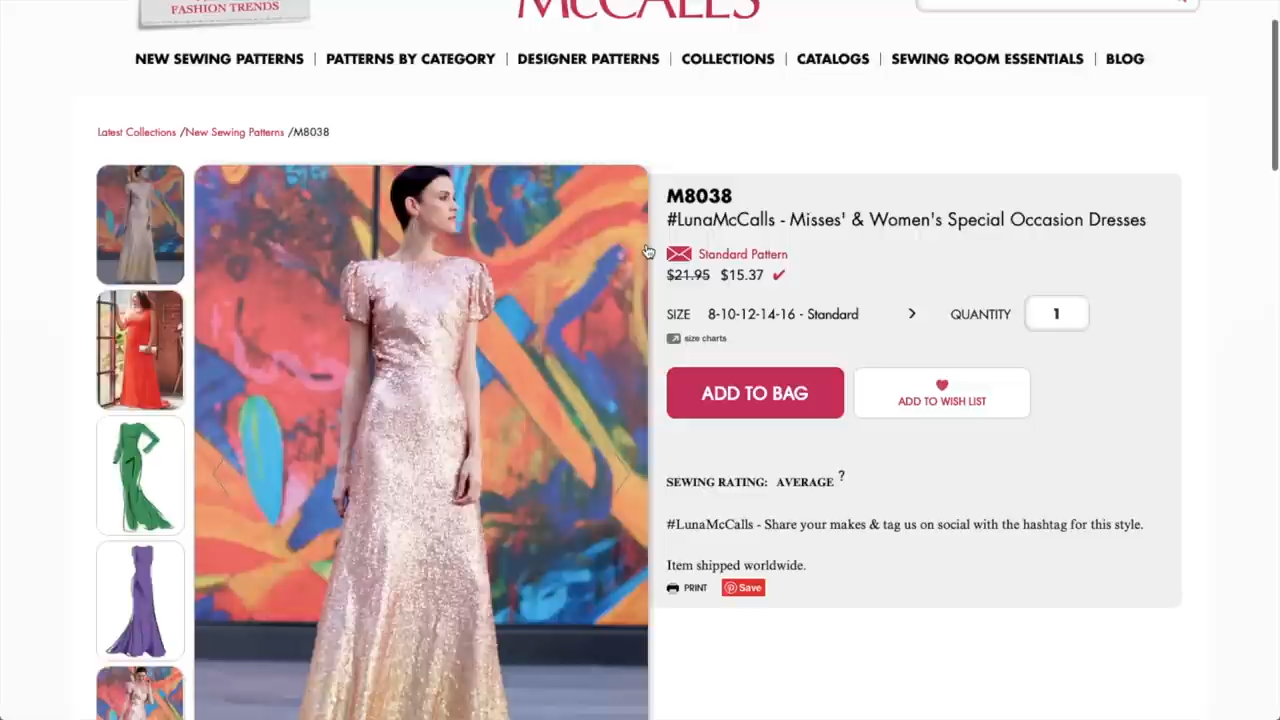 FASHION TRENDS
McCALL'S
NEW SEWING PATTERNS | PATTERNS BY CATEGORY | DESIGNER PATTERNS | COLLECTIONS | CATALOGS | SEWING ROOM ESSENTIALS | BLOG
Latest Collections /New Sewing Patterns /M8038
M8038
#LunaMcCalls - Misses' & Women's Special Occasion Dresses
Standard Pattern
$21.95 $15.37 ✔
SIZE 8-10-12-14-16 - Standard > QUANTITY 1
size charts
ADD TO BAG
ADD TO WISH LIST
SEWING RATING: AVERAGE ?
#LunaMcCalls - Share your makes & tag us on social with the hashtag for this style.
Item shipped worldwide.
PRINT Save